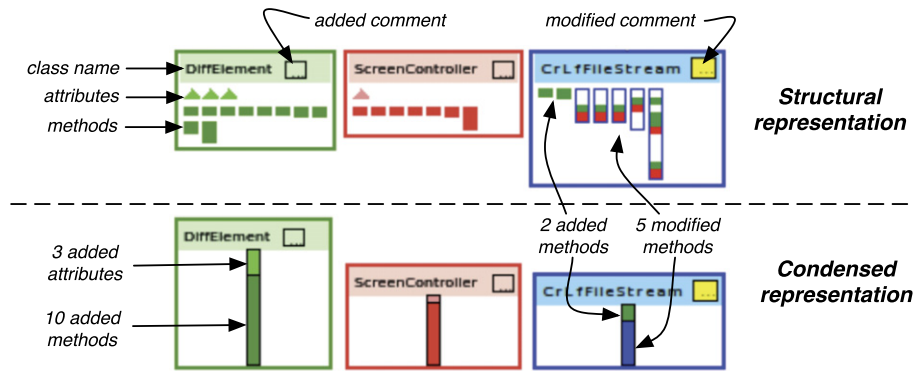 added comment
modified comment
class name
DiffElement ...
ScreenController ...
CrLfFileStream ...
attributes
methods
Structural
representation
2 added
methods
5 modified
methods
DiffElement ...
3 added
attributes
ScreenController ...
CrLfFileStream ...
Condensed
representation
10 added
methods